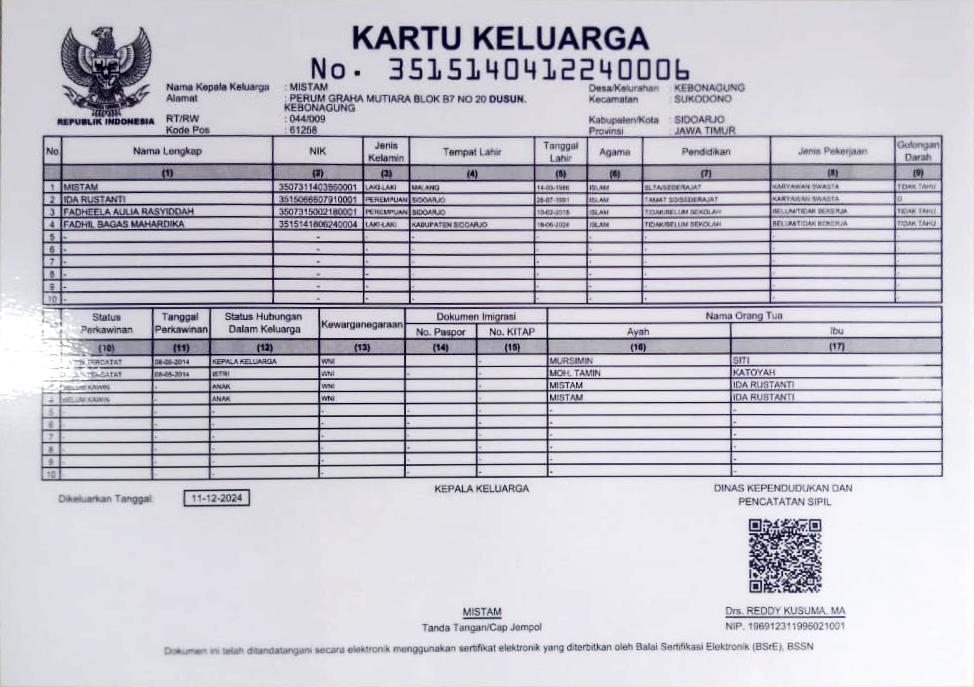 KARTU KELUARGA
No. 3515140412240006
REPUBLIK INDONESIA
Nama Kepala Keluarga : MISTAM
Alamat : PERUM GRAHA MUTIARA BLOK B7 NO 20 DUSUN.
KEBONAGUNG
RT/RW : 044/009
Kode Pos : 61258
Desa/Kelurahan : KEBONAGUNG
Kecamatan : SUKODONO
Kabupaten/Kota : SIDOARJO
Provinsi : JAWA TIMUR
No Nama Lengkap NIK Jenis Kelamin Tempat Lahir Tanggal Lahir Agama Pendidikan Jenis Pekerjaan Golongan Darah
(1) (2) (3) (4) (5) (6) (7) (8) (9)
1 MISTAM 3507311403860001 LAKI-LAKI MALANG 14-03-1986 ISLAM SLTA/SEDERAJAT KARYAWAN SWASTA TIDAK TAHU
2 IDA RUSTANTI 3515066607910001 PEREMPUAN SIDOARJO 26-07-1991 ISLAM TAMAT SD/SEDERAJAT KARYAWAN SWASTA O
3 FADHEELA AULIA RASYIDDAH 3507315002180001 PEREMPUAN SIDOARJO 10-02-2018 ISLAM TIDAK/BELUM SEKOLAH BELUM/TIDAK BEKERJA TIDAK TAHU
4 FADHIL BAGAS MAHARDIKA 3515141806240004 LAKI-LAKI KABUPATEN SIDOARJO 18-06-2024 ISLAM TIDAK/BELUM SEKOLAH BELUM/TIDAK BEKERJA TIDAK TAHU
5 - - - - - - - - -
6 - - - - - - - - -
7 - - - - - - - - -
8 - - - - - - - - -
9 - - - - - - - - -
10 - - - - - - - - -
Status Perkawinan Tanggal Perkawinan Status Hubungan Dalam Keluarga Kewarganegaraan Dokumen Imigrasi Nama Orang Tua
No. Paspor No. KITAP Ayah Ibu
(10) (11) (12) (13) (14) (15) (16) (17)
TERCATAT 08-05-2014 KEPALA KELUARGA WNI - - MURSIMIN SITI
TERCATAT 08-05-2014 ISTRI WNI - - MOH. TAMIN KATOYAH
BELUM KAWIN - ANAK WNI - - MISTAM IDA RUSTANTI
4 BELUM KAWIN - ANAK WNI - - MISTAM IDA RUSTANTI
5 - - - - - - - -
6 - - - - - - - -
7 - - - - - - - -
8 - - - - - - - -
9 - - - - - - - -
10 - - - - - - - -
Dikeluarkan Tanggal : 11-12-2024
KEPALA KELUARGA
MISTAM
Tanda Tangan/Cap Jempol
DINAS KEPENDUDUKAN DAN
PENCATATAN SIPIL
Drs. REDDY KUSUMA, MA
NIP. 196912311996021001
Dokumen ini telah ditandatangani secara elektronik menggunakan sertifikat elektronik yang diterbitkan oleh Balai Sertifikasi Elektronik (BSrE), BSSN